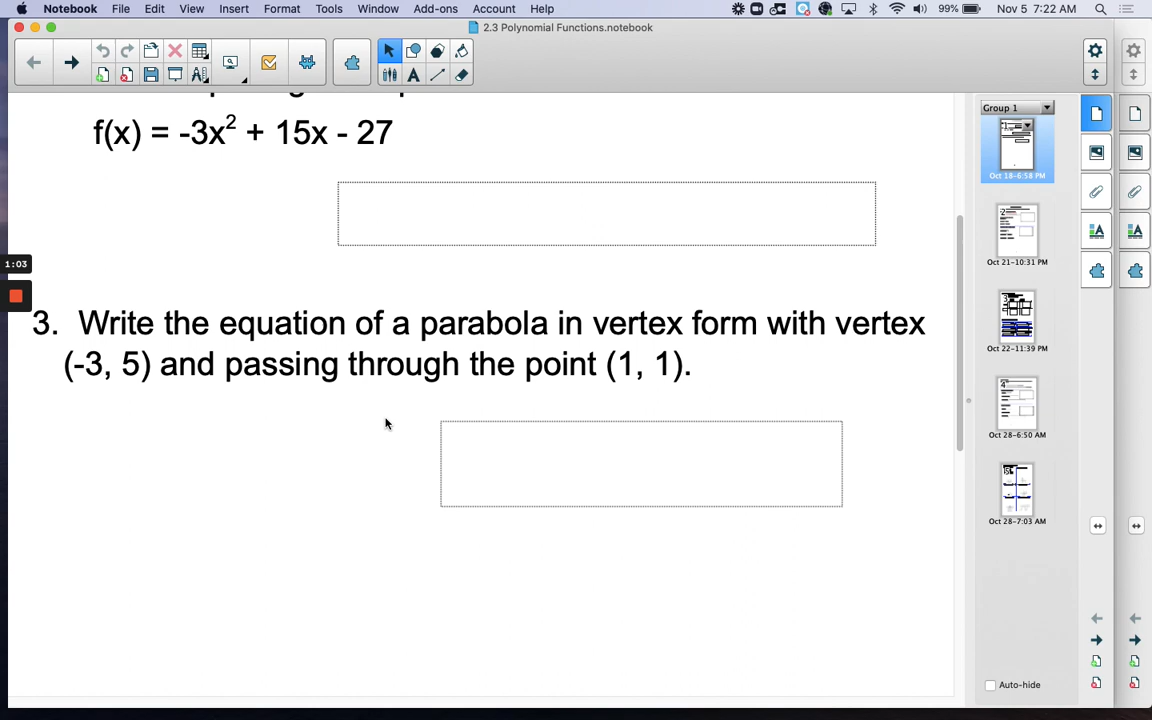 Notebook File Edit View Insert Format Tools Window Add-ons Account Help 99% Nov 5 7:22 AM
2.3 Polynomial Functions.notebook
f(x) = -3x² + 15x - 27
3. Write the equation of a parabola in vertex form with vertex
(-3, 5) and passing through the point (1, 1).
1:03
Group 1
1
Oct 18-6:58 PM
2
Oct 21-10:31 PM
3
Oct 22-11:39 PM
4
Oct 28-6:50 AM
Oct 28-7:03 AM
Auto-hide